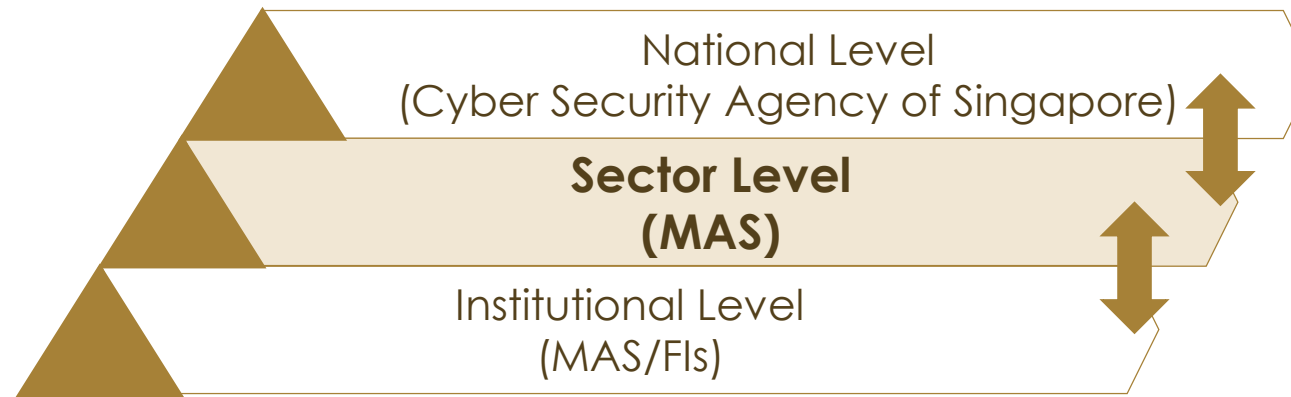 National Level
(Cyber Security Agency of Singapore)
Sector Level
(MAS)
Institutional Level
(MAS/FIs)